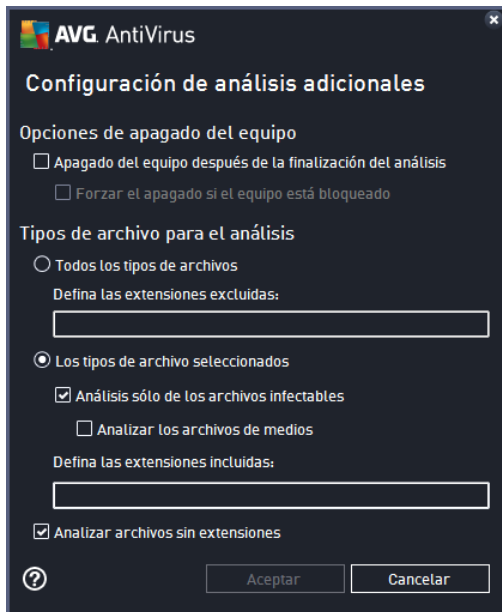 AVG. AntiVirus
Configuración de análisis adicionales
Opciones de apagado del equipo
Apagado del equipo después de la finalización del análisis
Forzar el apagado si el equipo está bloqueado
Tipos de archivo para el análisis
Todos los tipos de archivos
Defina las extensiones excluidas:
Los tipos de archivo seleccionados
Análisis sólo de los archivos infectables
Analizar los archivos de medios
Defina las extensiones incluidas:
Analizar archivos sin extensiones
Aceptar Cancelar